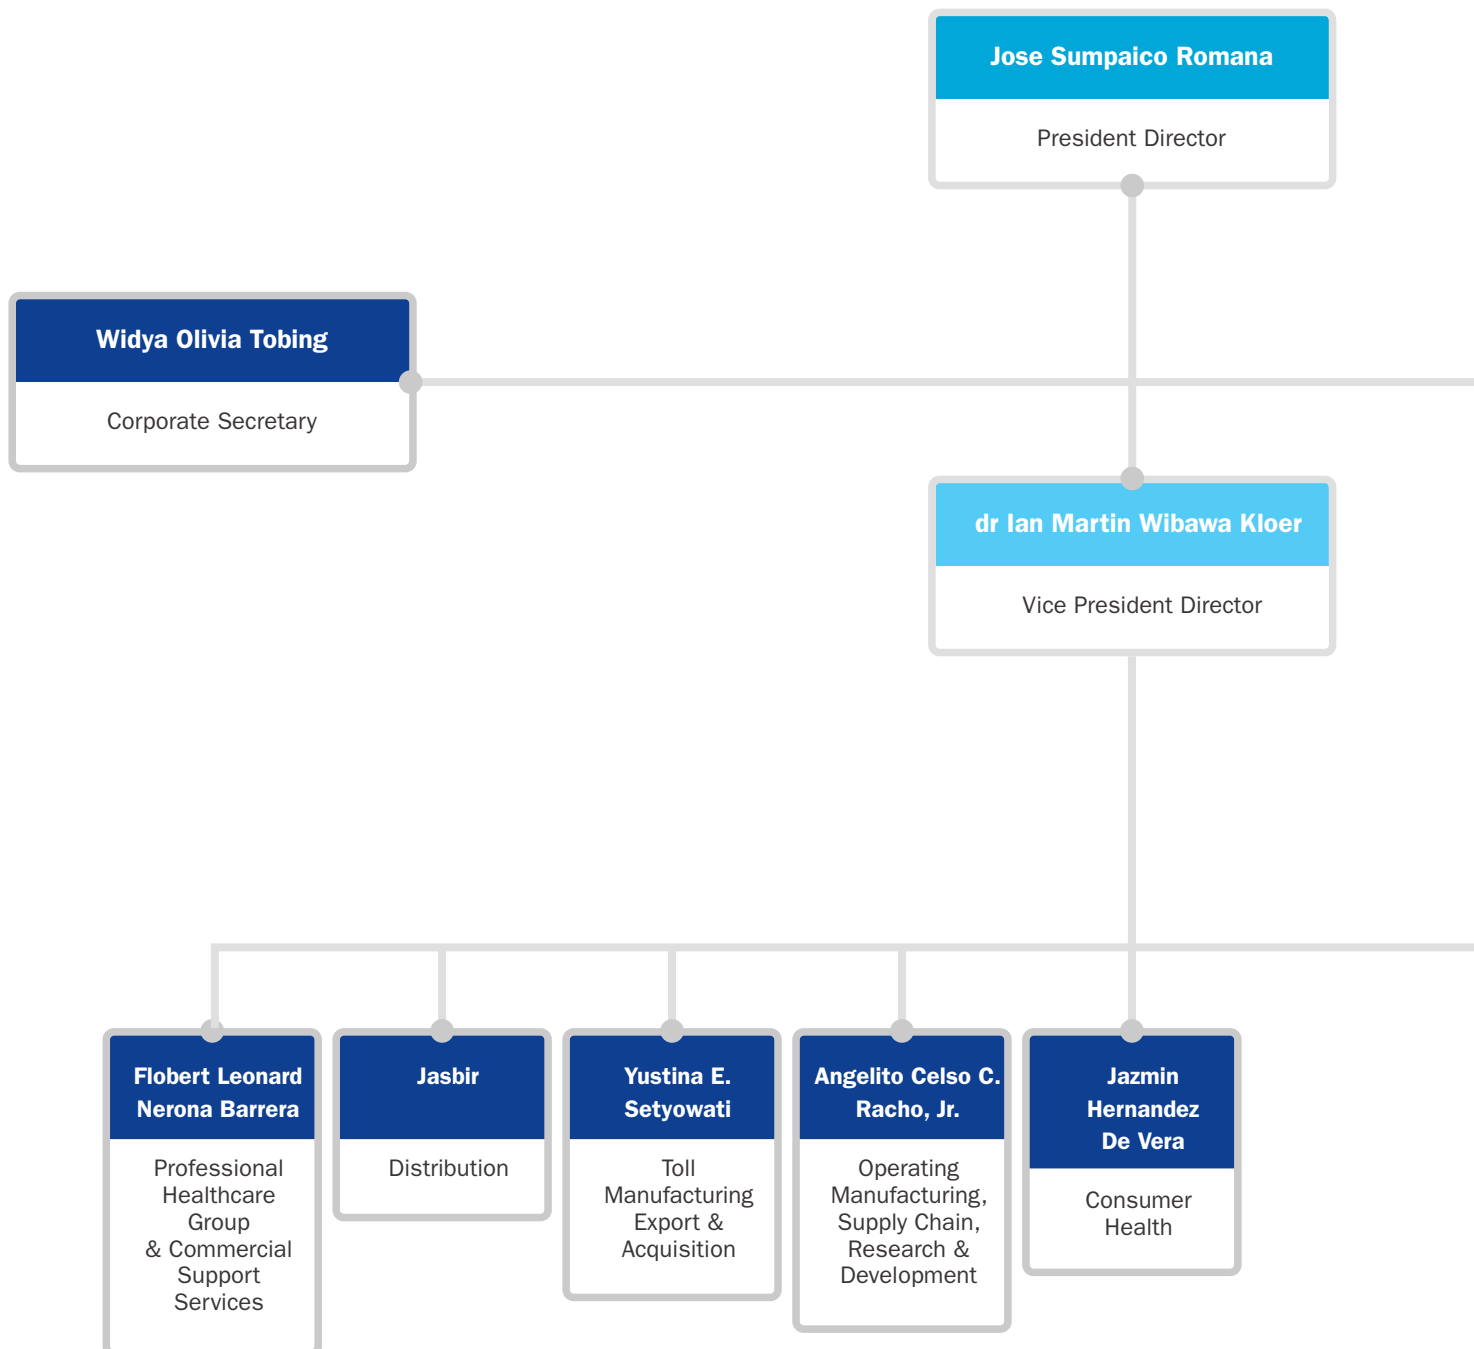 Jose Sumpaico Romana
President Director
Widya Olivia Tobing
Corporate Secretary
dr Ian Martin Wibawa Kloer
Vice President Director
Flobert Leonard
Nerona Barrera
Professional
Healthcare
Group
& Commercial
Support
Services
Jasbir
Distribution
Yustina E.
Setyowati
Toll
Manufacturing
Export &
Acquisition
Angelito Celso C.
Racho, Jr.
Operating
Manufacturing,
Supply Chain,
Research &
Development
Jazmin
Hernandez
De Vera
Consumer
Health